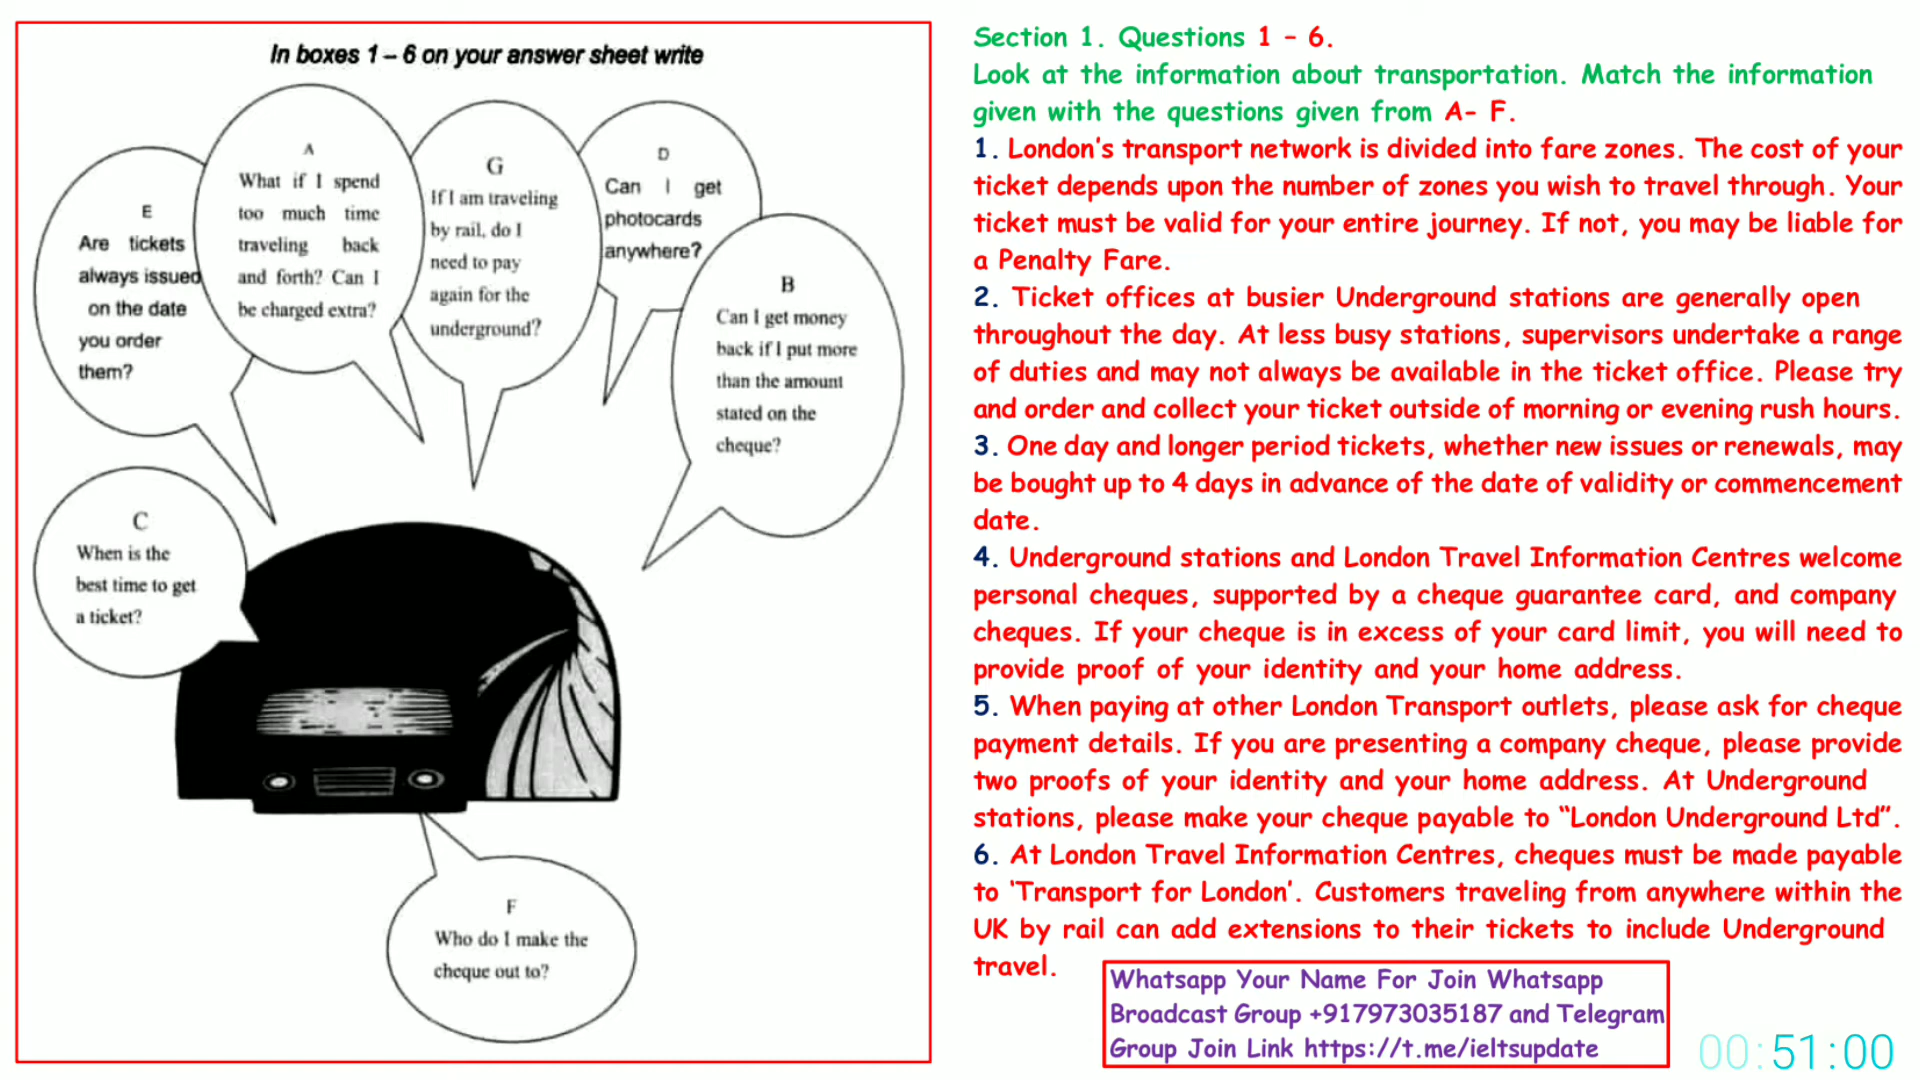 In boxes 1 – 6 on your answer sheet write
E
Are tickets
always issued
on the date
you order
them?
A
What if I spend
too much time
traveling back
and forth? Can I
be charged extra?
G
If I am traveling
by rail, do I
need to pay
again for the
underground?
D
Can I get
photocards
anywhere?
B
Can I get money
back if I put more
than the amount
stated on the
cheque?
C
When is the
best time to get
a ticket?
F
Who do I make the
cheque out to?
Section 1. Questions 1 – 6.
Look at the information about transportation. Match the information
given with the questions given from A- F.
1. London's transport network is divided into fare zones. The cost of your
ticket depends upon the number of zones you wish to travel through. Your
ticket must be valid for your entire journey. If not, you may be liable for
a Penalty Fare.
2. Ticket offices at busier Underground stations are generally open
throughout the day. At less busy stations, supervisors undertake a range
of duties and may not always be available in the ticket office. Please try
and order and collect your ticket outside of morning or evening rush hours.
3. One day and longer period tickets, whether new issues or renewals, may
be bought up to 4 days in advance of the date of validity or commencement
date.
4. Underground stations and London Travel Information Centres welcome
personal cheques, supported by a cheque guarantee card, and company
cheques. If your cheque is in excess of your card limit, you will need to
provide proof of your identity and your home address.
5. When paying at other London Transport outlets, please ask for cheque
payment details. If you are presenting a company cheque, please provide
two proofs of your identity and your home address. At Underground
stations, please make your cheque payable to "London Underground Ltd".
6. At London Travel Information Centres, cheques must be made payable
to 'Transport for London'. Customers traveling from anywhere within the
UK by rail can add extensions to their tickets to include Underground
travel.
Whatsapp Your Name For Join Whatsapp
Broadcast Group +917973035187 and Telegram
Group Join Link https://t.me/ieltsupdate
00:51:00